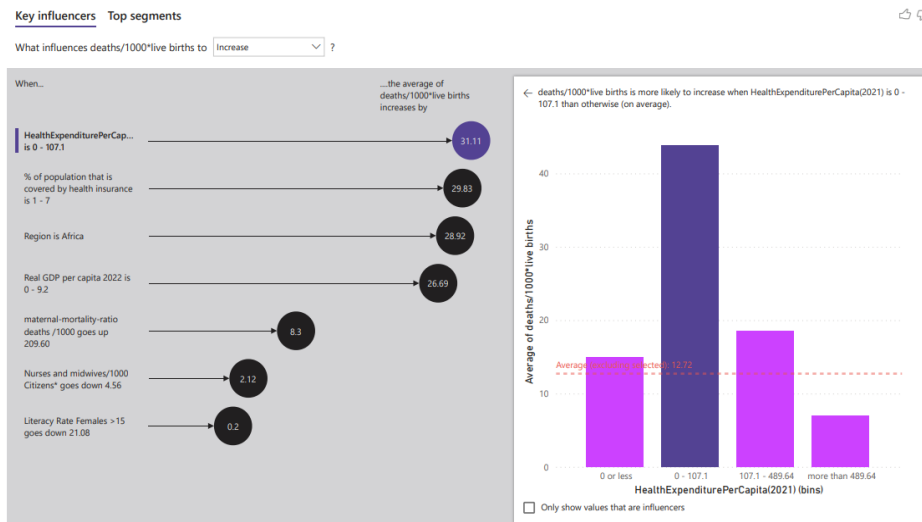 Key influencers Top segments
What influences deaths/1000*live births to Increase ?
When...
....the average of
deaths/1000*live births
increases by
HealthExpenditurePerCap...
is 0 - 107.1
31.11
% of population that is
covered by health insurance
is 1 - 7
29.83
Region is Africa
28.92
Real GDP per capita 2022 is
0 - 9.2
26.69
maternal-mortality-ratio
deaths /1000 goes up
209.60
8.3
Nurses and midwives/1000
Citizens* goes down 4.56
2.12
Literacy Rate Females >15
goes down 21.08
0.2
← deaths/1000*live births is more likely to increase when HealthExpenditurePerCapita(2021) is 0 -
107.1 than otherwise (on average).
Average of deaths/1000*live births
40
30
20
10
0
Average 12.72
0 or less
0 - 107.1
107.1 - 489.64
more than 489.64
HealthExpenditurePerCapita(2021) (bins)
Only show values that are influencers